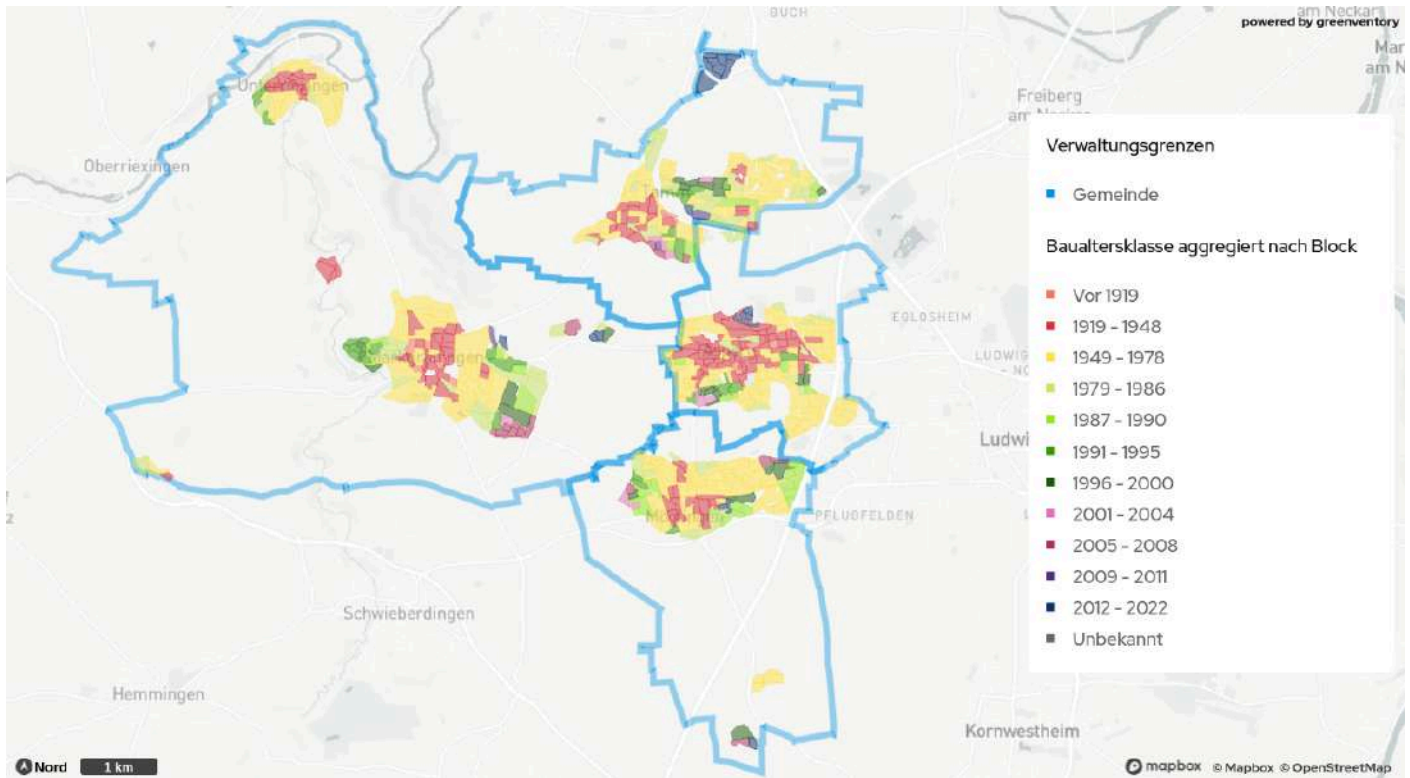 BUCH
am Neckar
powered by greenventory
Mar
am N
Freiberg
am Neckar
Oberriexingen
EGLOSHEIM
LUDWIG
- NO
Ludwi
PFLUGFELDEN
Schwieberdingen
Hemmingen
Kornwestheim
Verwaltungsgrenzen
Gemeinde
Baualtersklasse aggregiert nach Block
Vor 1919
1919 - 1948
1949 - 1978
1979 - 1986
1987 - 1990
1991 - 1995
1996 - 2000
2001 - 2004
2005 - 2008
2009 - 2011
2012 - 2022
Unbekannt
Nord 1 km
mapbox © Mapbox © OpenStreetMap